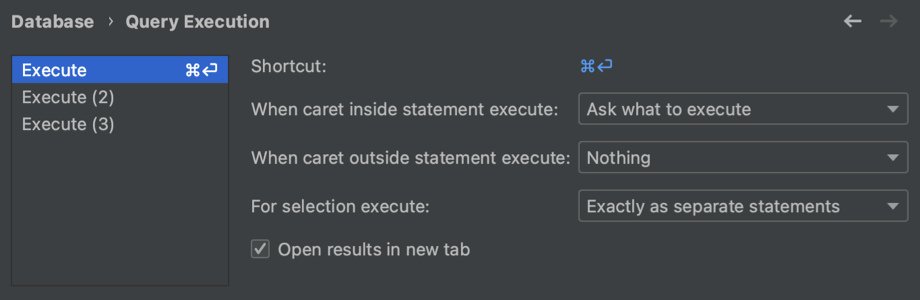 Database › Query Execution
Execute ⌘↩
Execute (2)
Execute (3)
Shortcut: ⌘↩
When caret inside statement execute: Ask what to execute
When caret outside statement execute: Nothing
For selection execute: Exactly as separate statements
Open results in new tab